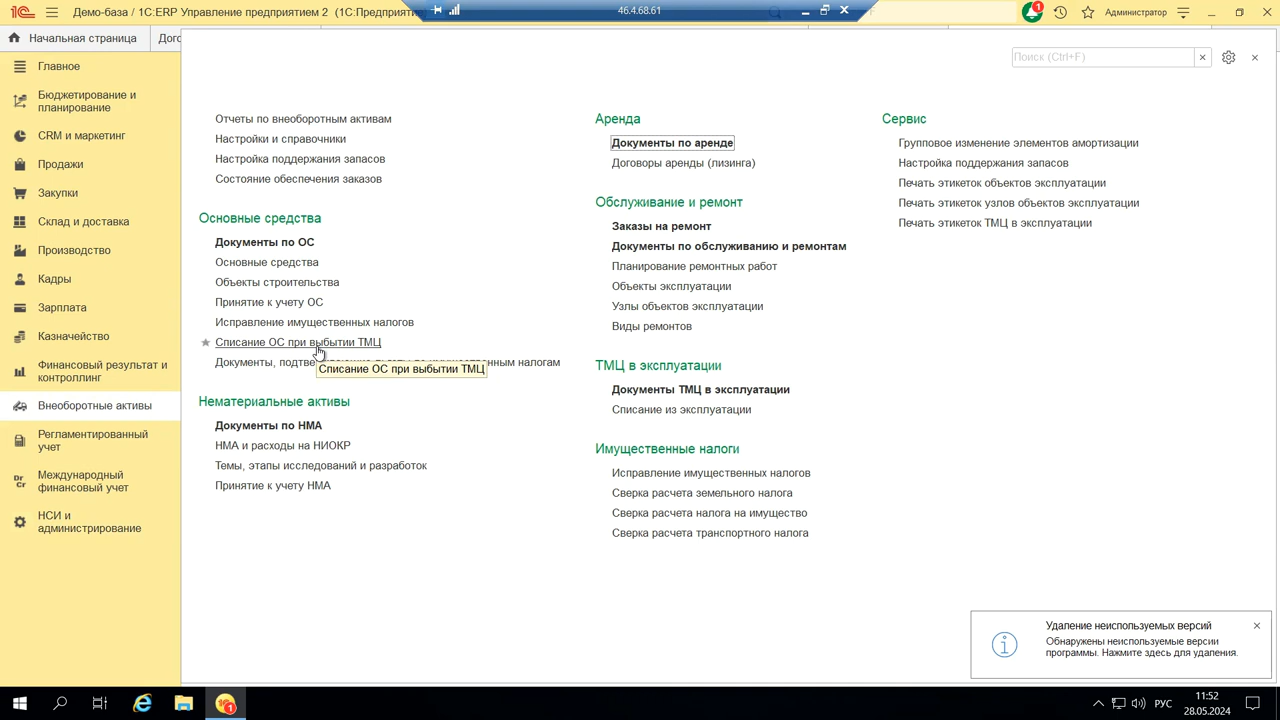 Демо-база / 1С:ERP Управление предприятием 2 (1С:Предприяти
46.4.68.61
1
Администратор
Начальная страница
Дого
Главное
Бюджетирование и
планирование
CRM и маркетинг
Продажи
Закупки
Склад и доставка
Производство
Кадры
Зарплата
Казначейство
Финансовый результат и
контроллинг
Внеоборотные активы
Регламентированный
учет
Dr
Cr
Международный
финансовый учет
НСИ и
администрирование
Поиск (Ctrl+F)
Отчеты по внеоборотным активам
Настройки и справочники
Настройка поддержания запасов
Состояние обеспечения заказов
Основные средства
Документы по ОС
Основные средства
Объекты строительства
Принятие к учету ОС
Исправление имущественных налогов
Списание ОС при выбытии ТМЦ
Документы, подтве
нным налогам
Списание ОС при выбытии ТМЦ
Нематериальные активы
Документы по НМА
НМА и расходы на НИОКР
Темы, этапы исследований и разработок
Принятие к учету НМА
Аренда
Документы по аренде
Договоры аренды (лизинга)
Обслуживание и ремонт
Заказы на ремонт
Документы по обслуживанию и ремонтам
Планирование ремонтных работ
Объекты эксплуатации
Узлы объектов эксплуатации
Виды ремонтов
ТМЦ в эксплуатации
Документы ТМЦ в эксплуатации
Списание из эксплуатации
Имущественные налоги
Исправление имущественных налогов
Сверка расчета земельного налога
Сверка расчета налога на имущество
Сверка расчета транспортного налога
Сервис
Групповое изменение элементов амортизации
Настройка поддержания запасов
Печать этикеток объектов эксплуатации
Печать этикеток узлов объектов эксплуатации
Печать этикеток ТМЦ в эксплуатации
Удаление неиспользуемых версий
Обнаружены неиспользуемые версии
программы. Нажмите здесь для удаления.
РУС
11:52
28.05.2024